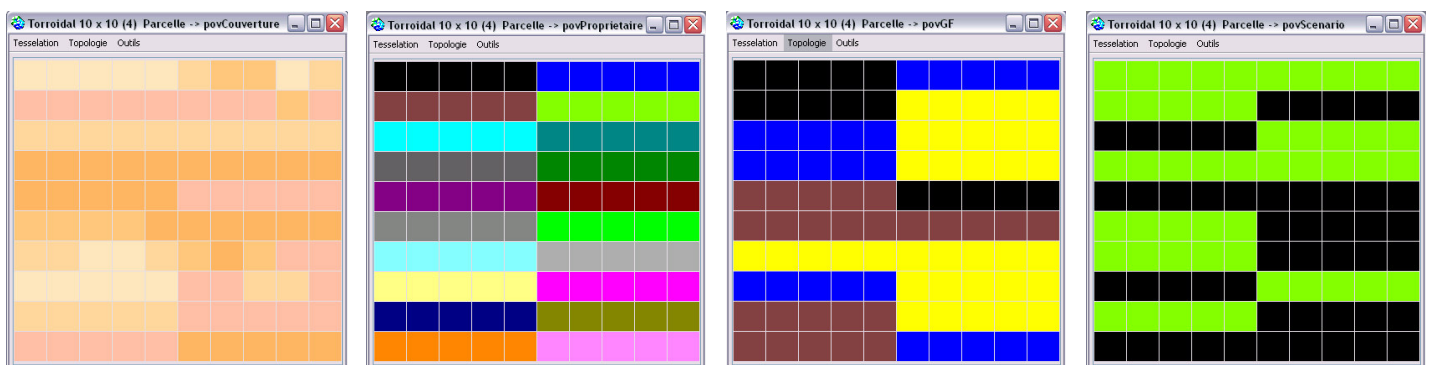 Torroidal 10 x 10 (4) Parcelle -> povCouverture
Tesselation Topologie Outils
Torroidal 10 x 10 (4) Parcelle -> povProprietaire
Tesselation Topologie Outils
Torroidal 10 x 10 (4) Parcelle -> povGF
Tesselation Topologie Outils
Torroidal 10 x 10 (4) Parcelle -> povScenario
Tesselation Topologie Outils